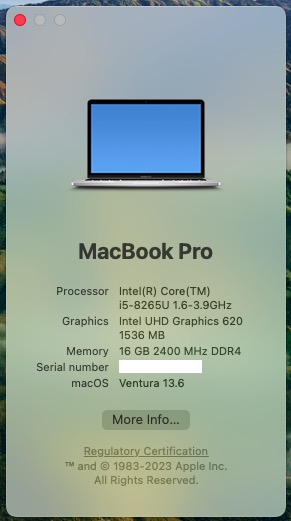 MacBook Pro
Processor Intel(R) Core(TM)
i5-8265U 1.6-3.9GHz
Graphics Intel UHD Graphics 620
1536 MB
Memory 16 GB 2400 MHz DDR4
Serial number
macOS Ventura 13.6
More Info...
Regulatory Certification
™ and © 1983-2023 Apple Inc.
All Rights Reserved.